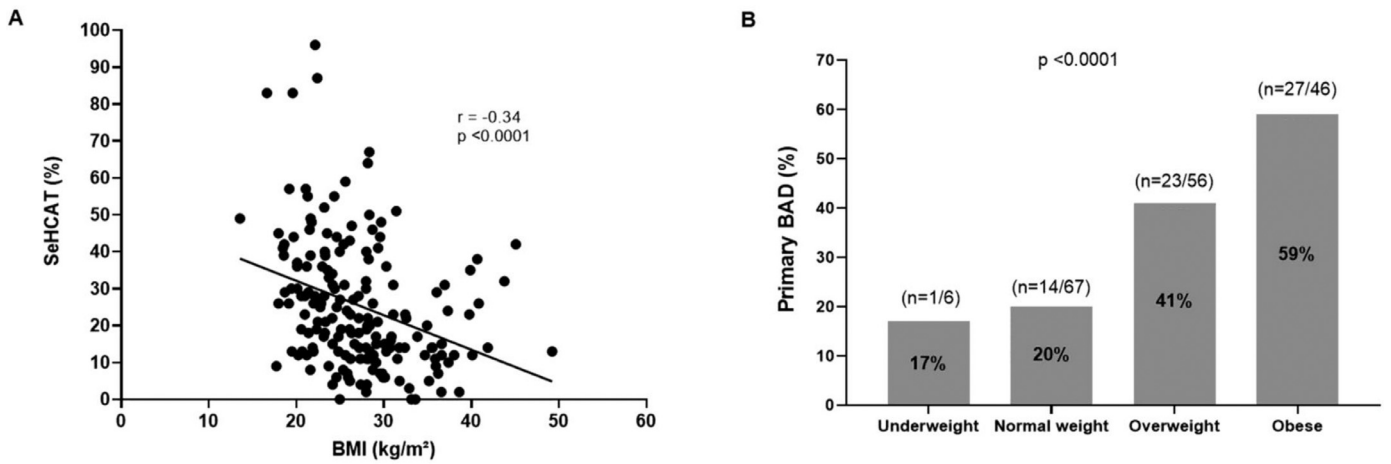 A
100
90
80
70
60
50
40
30
20
10
0
SeHCAT (%)
r = -0.34
p <0.0001
0 10 20 30 40 50 60
BMI (kg/m²)
B
70
60
50
40
30
20
10
0
Primary BAD (%)
p <0.0001
(n=1/6)
17%
(n=14/67)
20%
(n=23/56)
41%
(n=27/46)
59%
Underweight Normal weight Overweight Obese